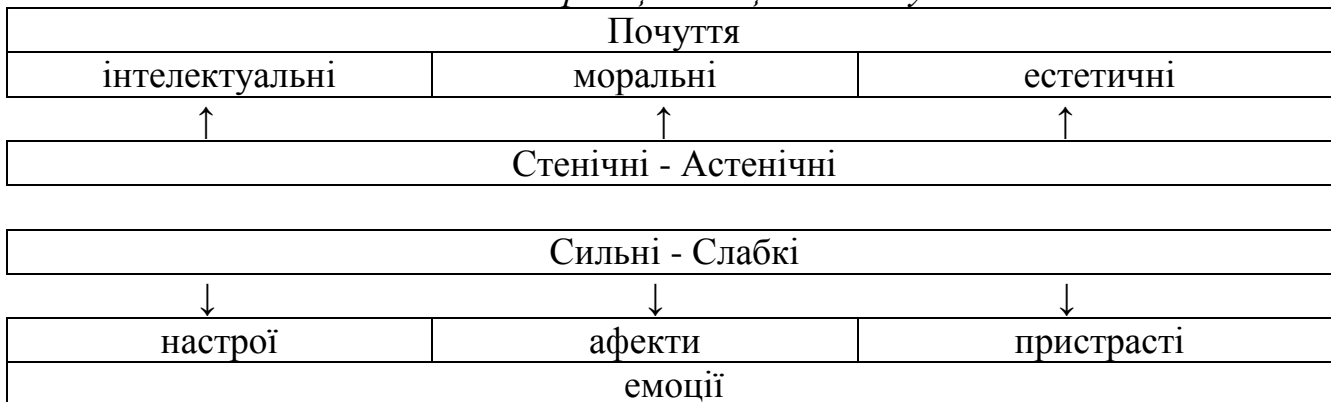 Почуття
інтелектуальні моральні естетичні
↑ ↑ ↑
Стенічні - Астенічні
Сильні - Слабкі
↓ ↓ ↓
настрої афекти пристрасті
емоції